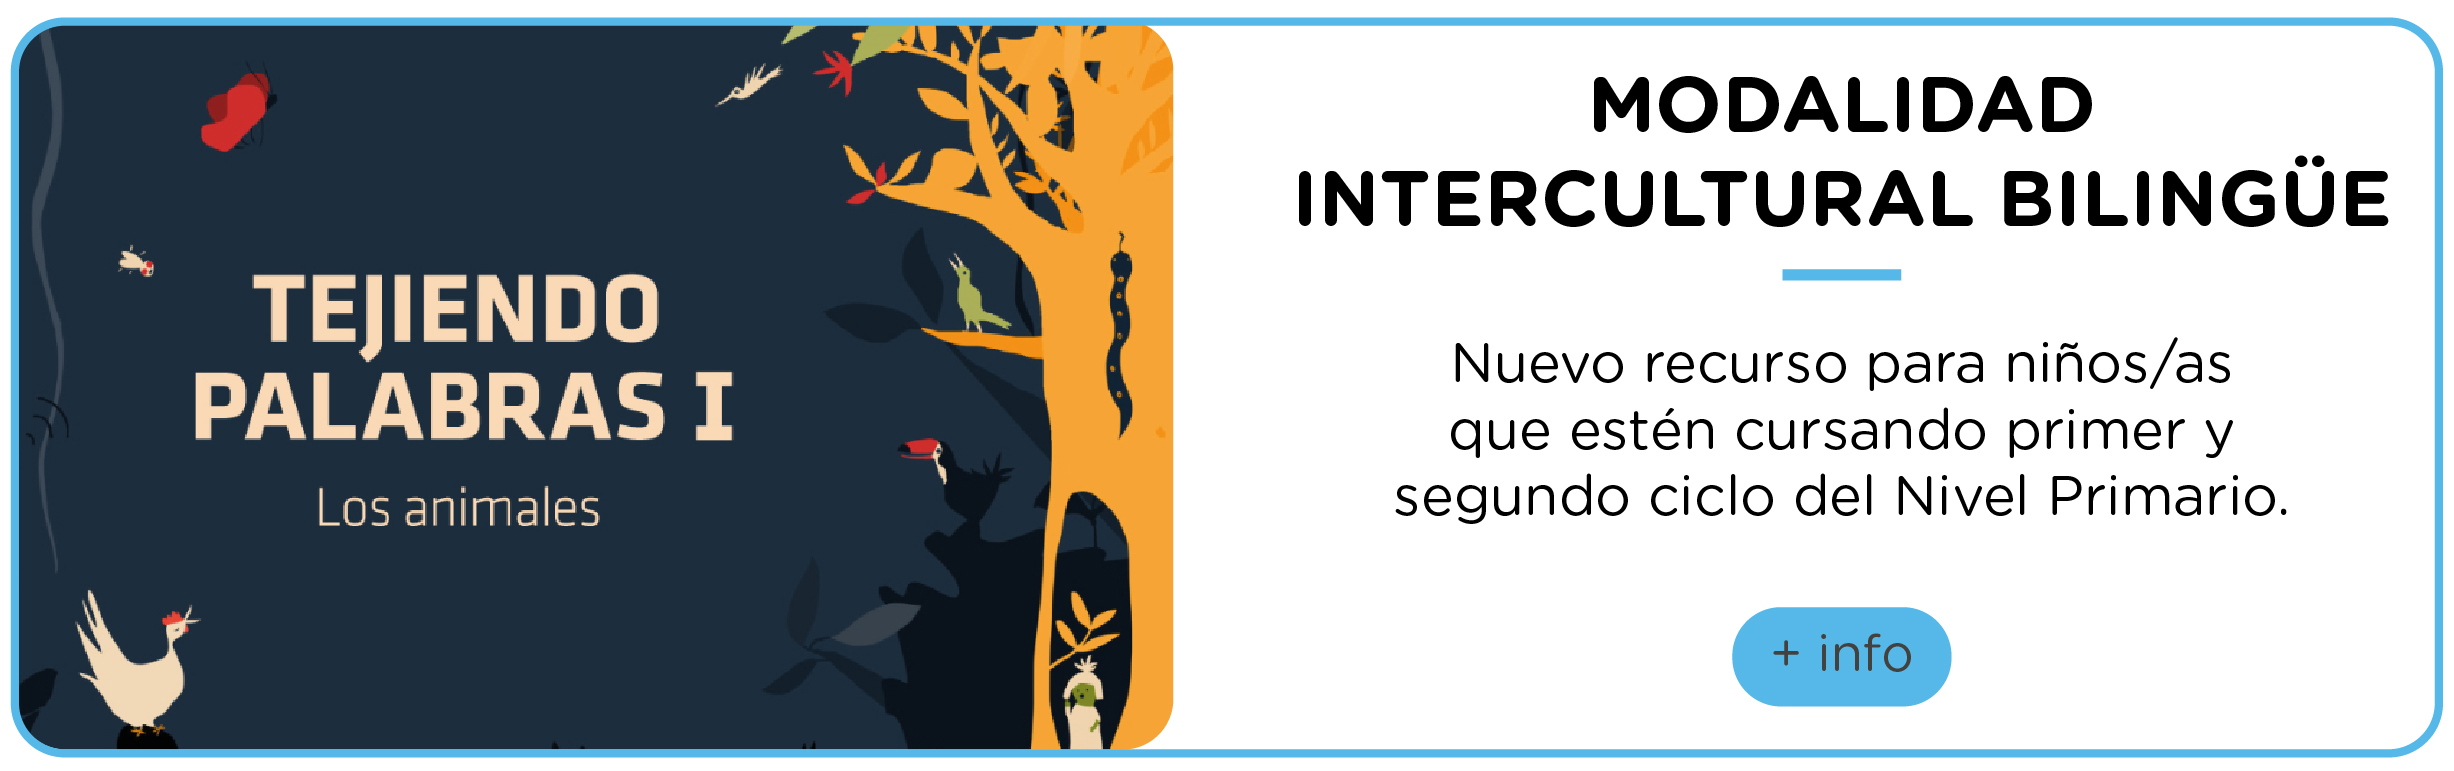 TEJIENDO
PALABRAS I
Los animales
MODALIDAD
INTERCULTURAL BILINGÜE
Nuevo recurso para niños/as
que estén cursando primer y
segundo ciclo del Nivel Primario.
+ info